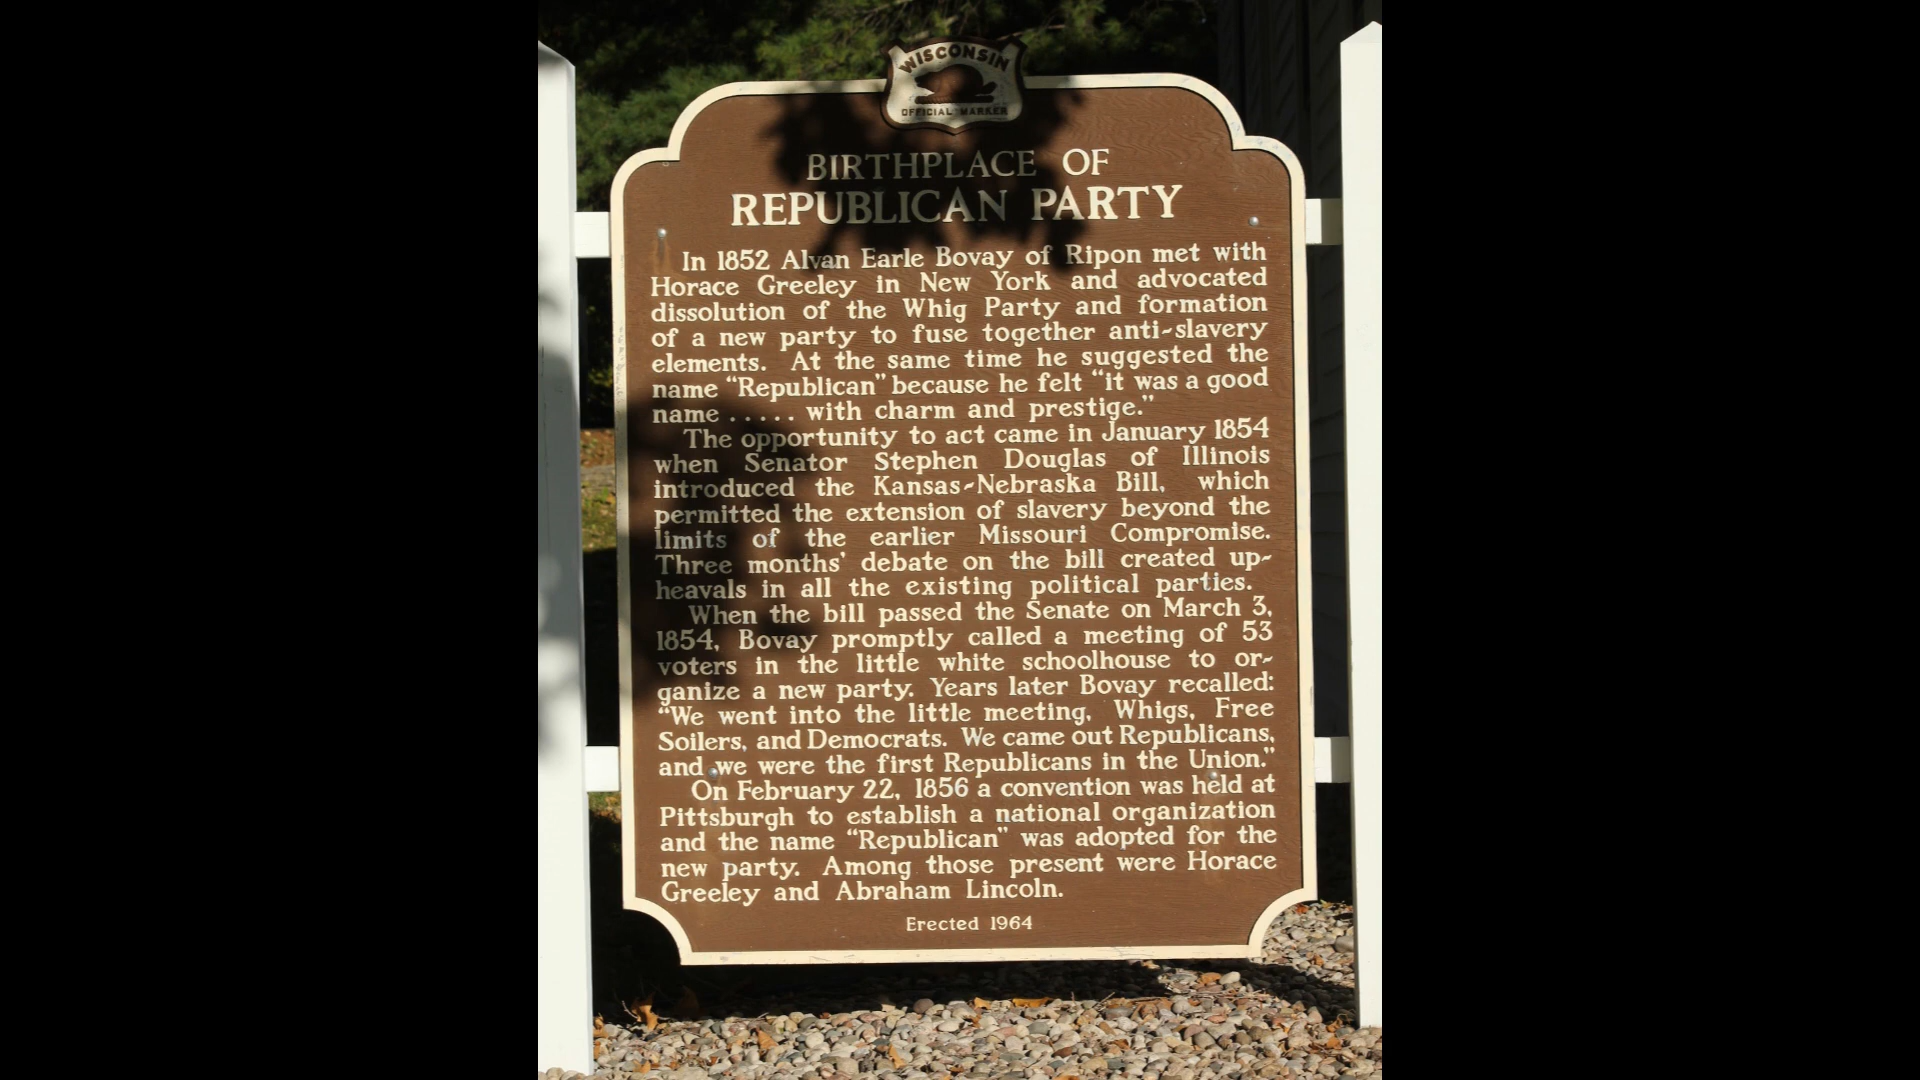 WISCONSIN
OFFICIAL MARKER
BIRTHPLACE OF
REPUBLICAN PARTY
In 1852 Alvan Earle Bovay of Ripon met with
Horace Greeley in New York and advocated
dissolution of the Whig Party and formation
of a new party to fuse together anti-slavery
elements. At the same time he suggested the
name "Republican" because he felt "it was a good
name ..... with charm and prestige."
The opportunity to act came in January 1854
when Senator Stephen Douglas of Illinois
introduced the Kansas-Nebraska Bill, which
permitted the extension of slavery beyond the
limits of the earlier Missouri Compromise.
Three months' debate on the bill created up-
heavals in all the existing political parties.
When the bill passed the Senate on March 3,
1854, Bovay promptly called a meeting of 53
voters in the little white schoolhouse to or-
ganize a new party. Years later Bovay recalled:
"We went into the little meeting, Whigs, Free
Soilers, and Democrats. We came out Republicans,
and we were the first Republicans in the Union."
On February 22, 1856 a convention was held at
Pittsburgh to establish a national organization
and the name "Republican" was adopted for the
new party. Among those present were Horace
Greeley and Abraham Lincoln.
Erected 1964